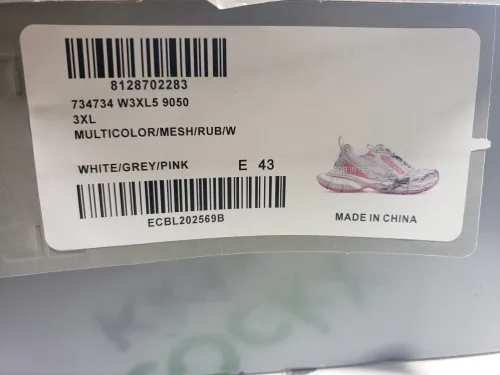 8128702283
734734 W3XL5 9050
3XL
MULTICOLOR/MESH/RUB/W
WHITE/GREY/PINK E 43
ECBL202569B
MADE IN CHINA